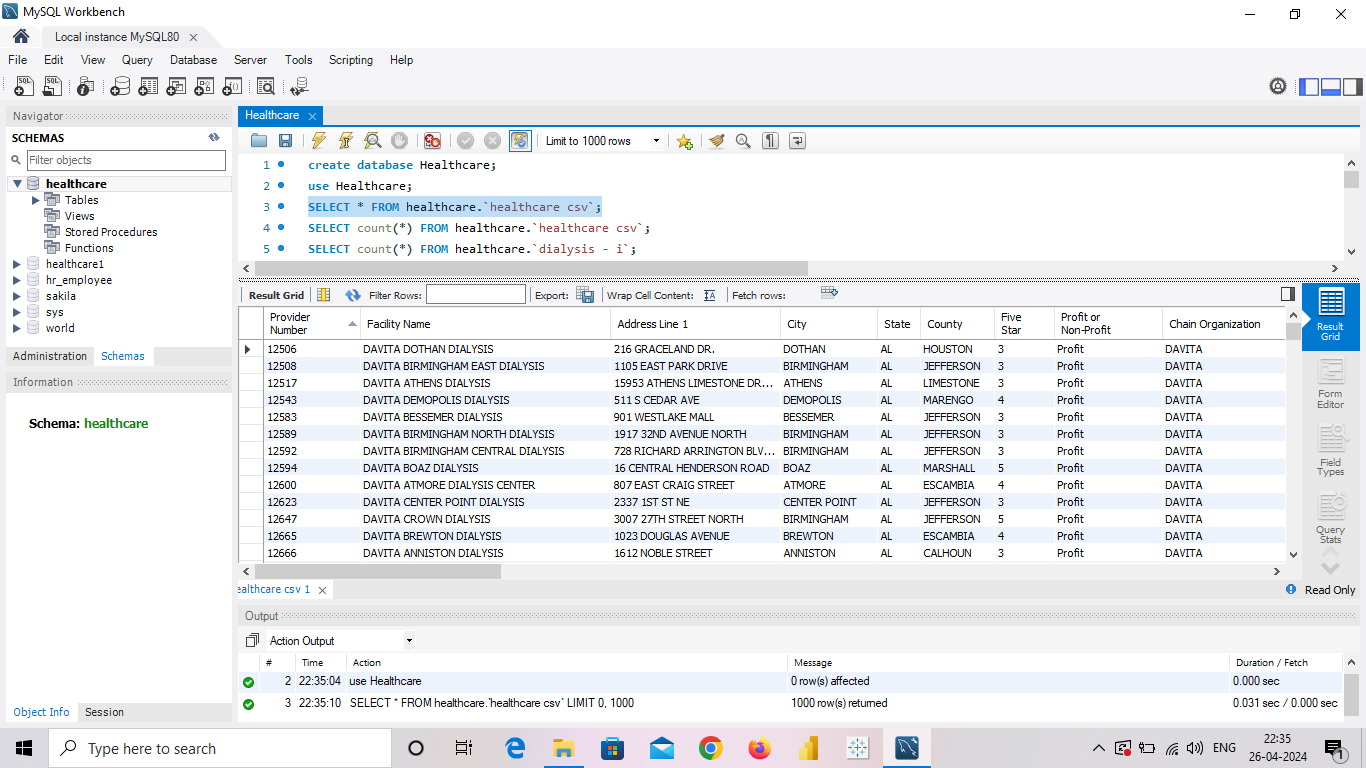 MySQL Workbench
Local instance MySQL80
File Edit View Query Database Server Tools Scripting Help
Navigator
SCHEMAS
Filter objects
healthcare
Tables
Views
Stored Procedures
Functions
healthcare1
hr_employee
sakila
sys
world
Administration Schemas
Information
Schema: healthcare
Object Info Session
Healthcare
Limit to 1000 rows
1 create database Healthcare;
2 use Healthcare;
3 SELECT * FROM healthcare.`healthcare csv`;
4 SELECT count(*) FROM healthcare.`healthcare csv`;
5 SELECT count(*) FROM healthcare.`dialysis - i`;
Result Grid Filter Rows: Export: Wrap Cell Content: Fetch rows:
Provider Number Facility Name Address Line 1 City State County Five Star Profit or Non-Profit Chain Organization
12506 DAVITA DOTHAN DIALYSIS 216 GRACELAND DR. DOTHAN AL HOUSTON 3 Profit DAVITA
12508 DAVITA BIRMINGHAM EAST DIALYSIS 1105 EAST PARK DRIVE BIRMINGHAM AL JEFFERSON 3 Profit DAVITA
12517 DAVITA ATHENS DIALYSIS 15953 ATHENS LIMESTONE DR... ATHENS AL LIMESTONE 3 Profit DAVITA
12543 DAVITA DEMOPOLIS DIALYSIS 511 S CEDAR AVE DEMOPOLIS AL MARENGO 4 Profit DAVITA
12583 DAVITA BESSEMER DIALYSIS 901 WESTLAKE MALL BESSEMER AL JEFFERSON 3 Profit DAVITA
12589 DAVITA BIRMINGHAM NORTH DIALYSIS 1917 32ND AVENUE NORTH BIRMINGHAM AL JEFFERSON 3 Profit DAVITA
12592 DAVITA BIRMINGHAM CENTRAL DIALYSIS 728 RICHARD ARRINGTON BLV... BIRMINGHAM AL JEFFERSON 3 Profit DAVITA
12594 DAVITA BOAZ DIALYSIS 16 CENTRAL HENDERSON ROAD BOAZ AL MARSHALL 5 Profit DAVITA
12600 DAVITA ATMORE DIALYSIS CENTER 807 EAST CRAIG STREET ATMORE AL ESCAMBIA 4 Profit DAVITA
12623 DAVITA CENTER POINT DIALYSIS 2337 1ST ST NE CENTER POINT AL JEFFERSON 3 Profit DAVITA
12647 DAVITA CROWN DIALYSIS 3007 27TH STREET NORTH BIRMINGHAM AL JEFFERSON 5 Profit DAVITA
12665 DAVITA BREWTON DIALYSIS 1023 DOUGLAS AVENUE BREWTON AL ESCAMBIA 4 Profit DAVITA
12666 DAVITA ANNISTON DIALYSIS 1612 NOBLE STREET ANNISTON AL CALHOUN 3 Profit DAVITA
Result Grid
Form Editor
Field Types
Query Stats
ealthcare csv 1
Read Only
Output
Action Output
# Time Action Message Duration / Fetch
2 22:35:04 use Healthcare 0 row(s) affected 0.000 sec
3 22:35:10 SELECT * FROM healthcare.`healthcare csv` LIMIT 0, 1000 1000 row(s) returned 0.031 sec / 0.000 sec
Type here to search
ENG
22:35
26-04-2024
1